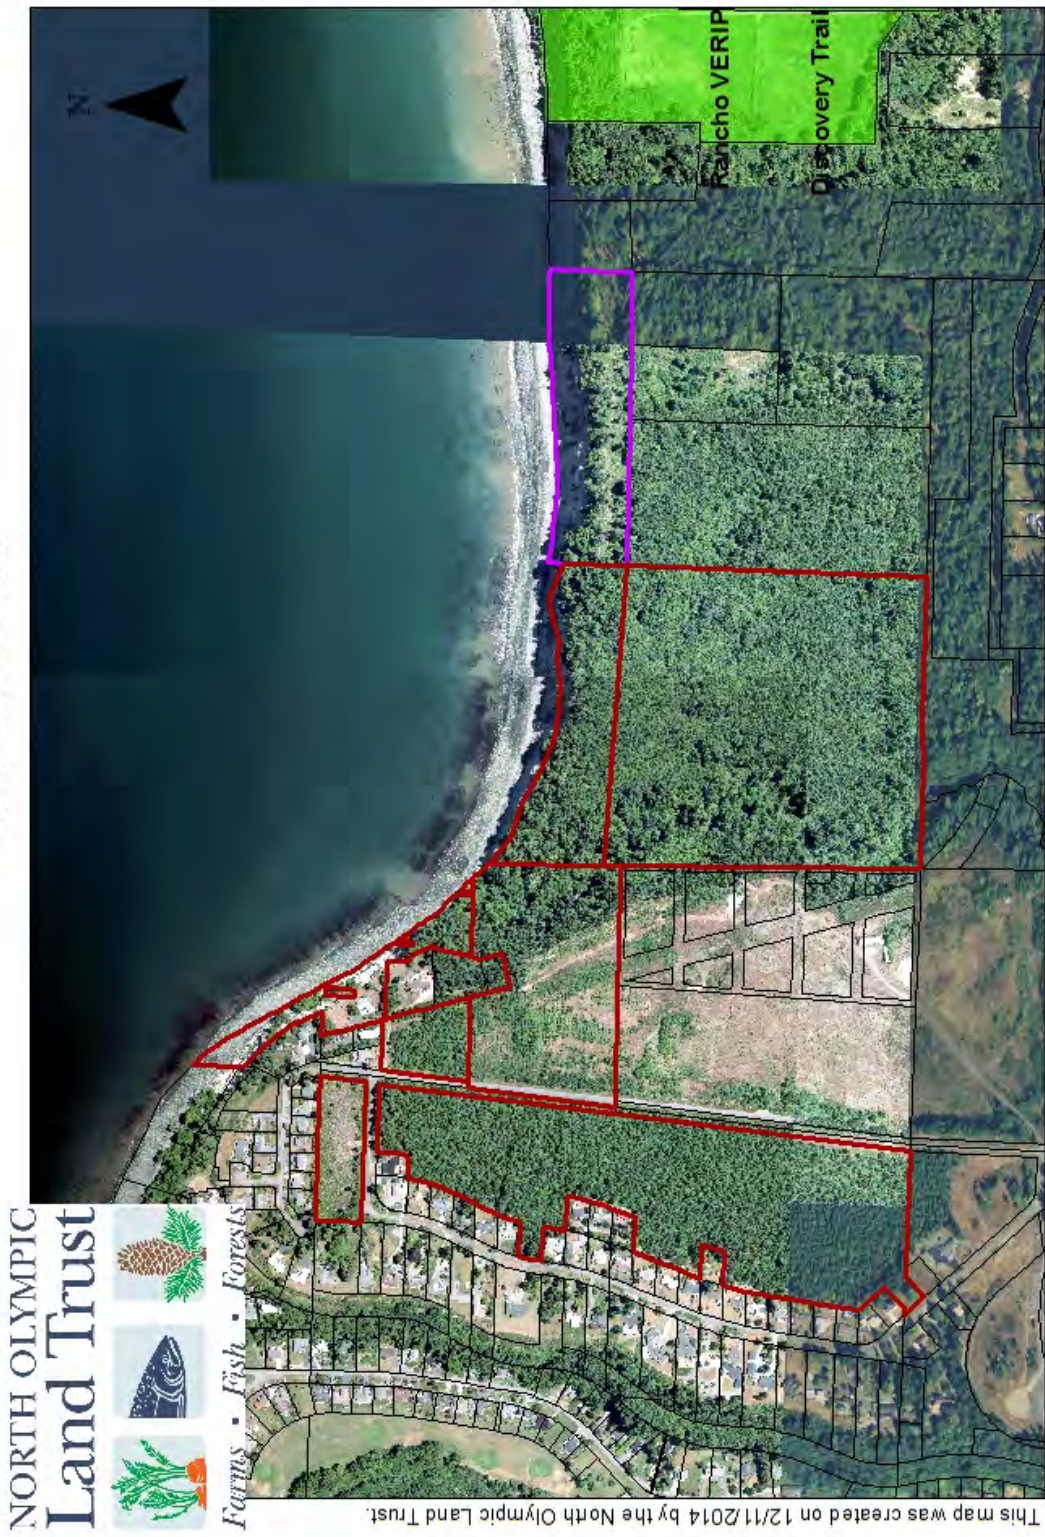 NORTH OLYMPIC
Land Trust
Farms • Fish • Forests
N
Rancho VERIP
Discovery Trail
This map was created on 12/11/2014 by the North Olympic Land Trust.